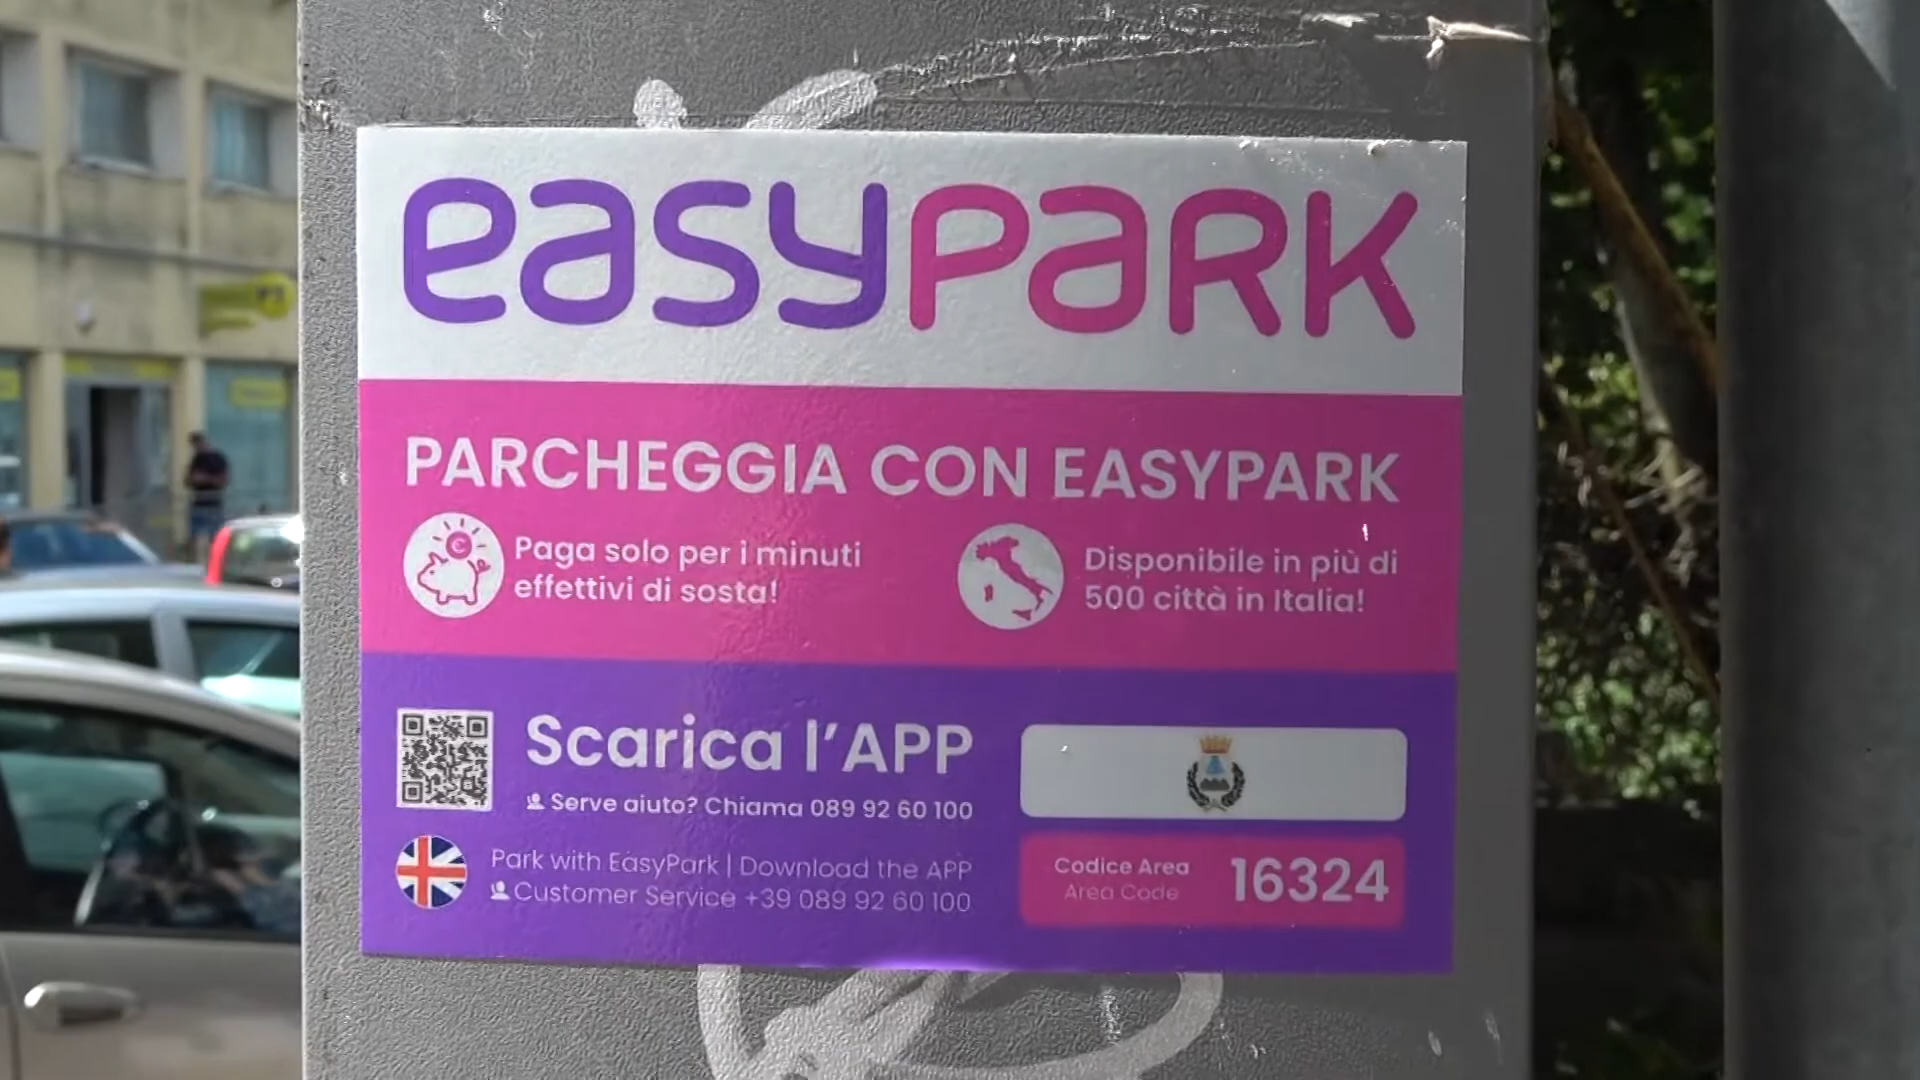 easypark
PARCHEGGIA CON EASYPARK
Paga solo per i minuti
effettivi di sosta!
Disponibile in più di
500 città in Italia!
Scarica l'APP
Serve aiuto? Chiama 089 92 60 100
Park with EasyPark | Download the APP
Customer Service +39 089 92 60 100
Codice Area
Area Code
16324